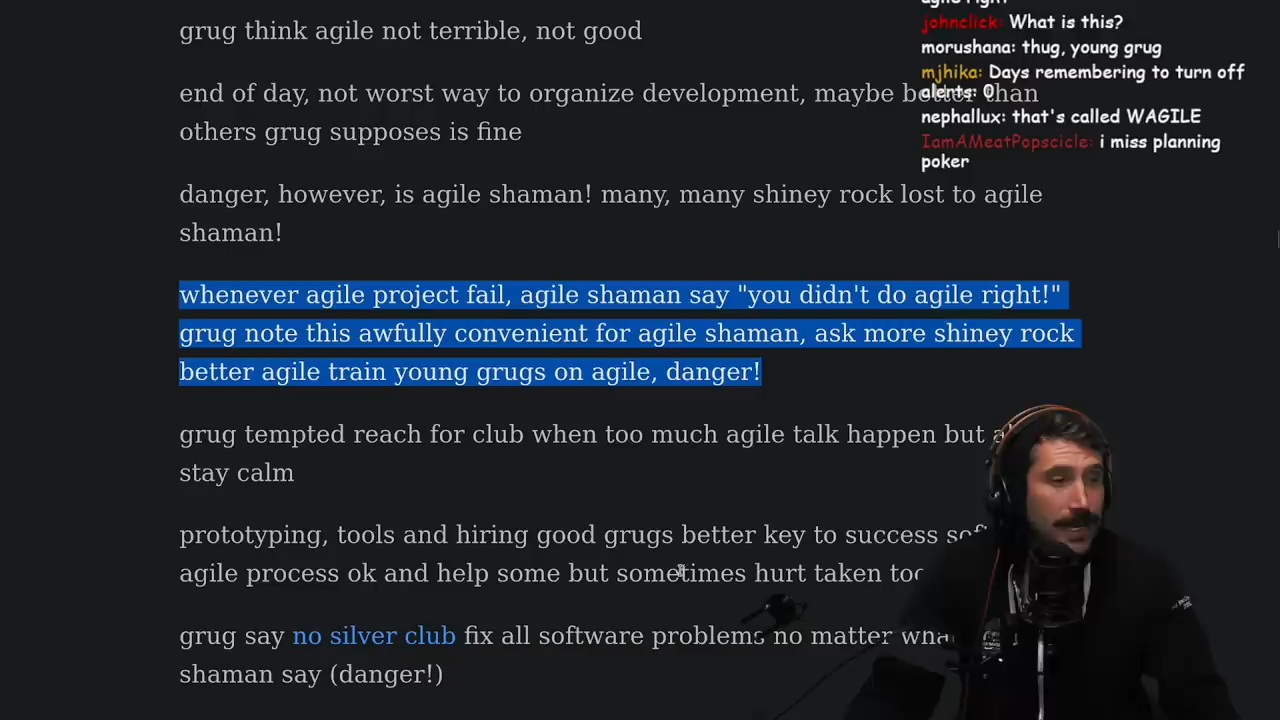 grug think agile not terrible, not good
end of day, not worst way to organize development, maybe better than
others grug supposes is fine
danger, however, is agile shaman! many, many shiney rock lost to agile
shaman!
whenever agile project fail, agile shaman say "you didn't do agile right!"
grug note this awfully convenient for agile shaman, ask more shiney rock
better agile train young grugs on agile, danger!
grug tempted reach for club when too much agile talk happen but
stay calm
prototyping, tools and hiring good grugs better key to success
agile process ok and help some but sometimes hurt taken
grug say no silver club fix all software problems no matter
shaman say (danger!)
agile right
johnclick: What is this?
morushana: thug, young grug
mjhika: Days remembering to turn off
alerts: 0
nephallux: that's called WAGILE
IamAMeatPopscicle: i miss planning
poker